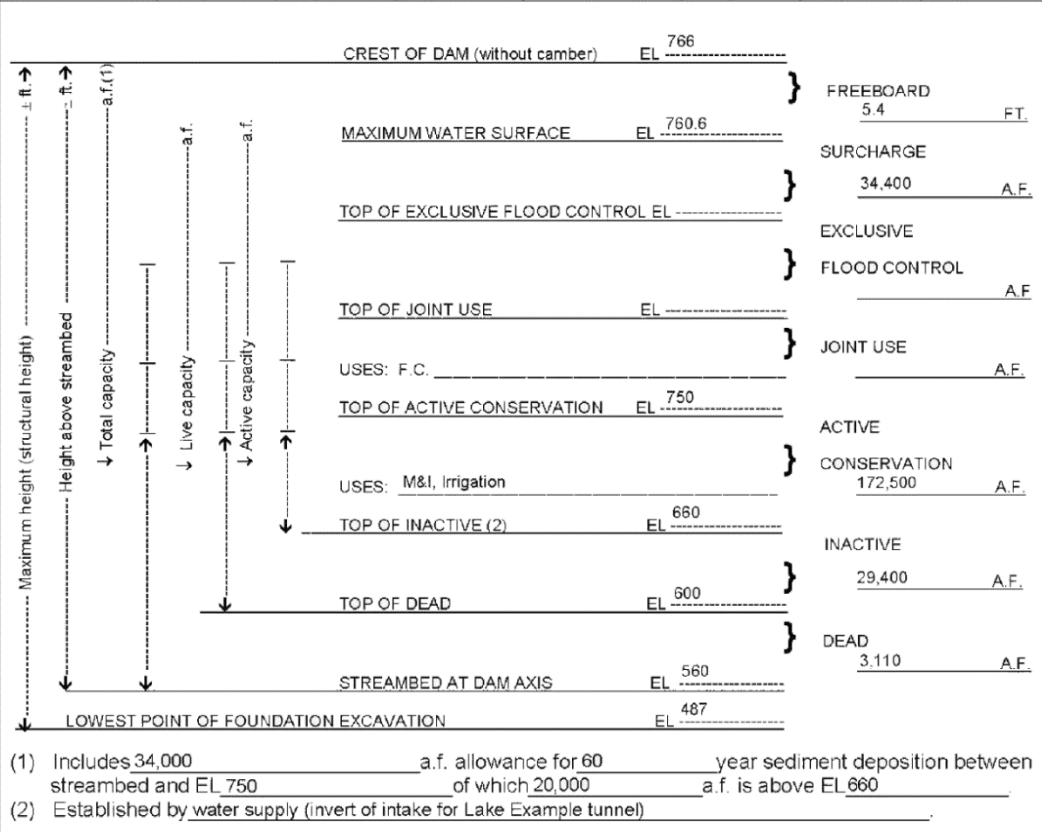 CREST OF DAM (without camber) EL 766
FREEBOARD
5.4 FT.
MAXIMUM WATER SURFACE EL 760.6
SURCHARGE
34,400 A.F.
TOP OF EXCLUSIVE FLOOD CONTROL EL
EXCLUSIVE
FLOOD CONTROL
A.F
TOP OF JOINT USE EL
JOINT USE
USES: F.C. A.F.
TOP OF ACTIVE CONSERVATION EL 750
ACTIVE
CONSERVATION
172,500 A.F.
USES: M&I, Irrigation
TOP OF INACTIVE (2) EL 660
INACTIVE
29,400 A.F.
TOP OF DEAD EL 600
DEAD
3,110 A.F.
STREAMBED AT DAM AXIS EL 560
LOWEST POINT OF FOUNDATION EXCAVATION EL 487
Maximum height (structural height) ± ft.
Height above streambed ± ft.
↓ Total capacity a.f.(1)
↓ Live capacity a.f.
↓ Active capacity a.f.
(1) Includes 34,000 a.f. allowance for 60 year sediment deposition between
streambed and EL 750 of which 20,000 a.f. is above EL 660.
(2) Established by water supply (invert of intake for Lake Example tunnel).